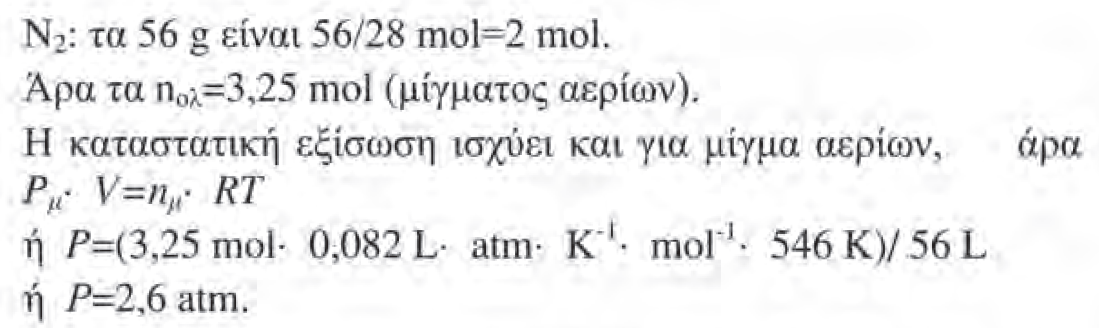 N₂: τα 56 g είναι 56/28 mol=2 mol.
Άρα τα nₒλ=3,25 mol (μίγματος αερίων).
Η καταστατική εξίσωση ισχύει και για μίγμα αερίων, άρα
Pμ· V=nμ· RT
ή P=(3,25 mol· 0,082 L· atm· K⁻¹· mol⁻¹· 546 K)/ 56 L
ή P=2,6 atm.